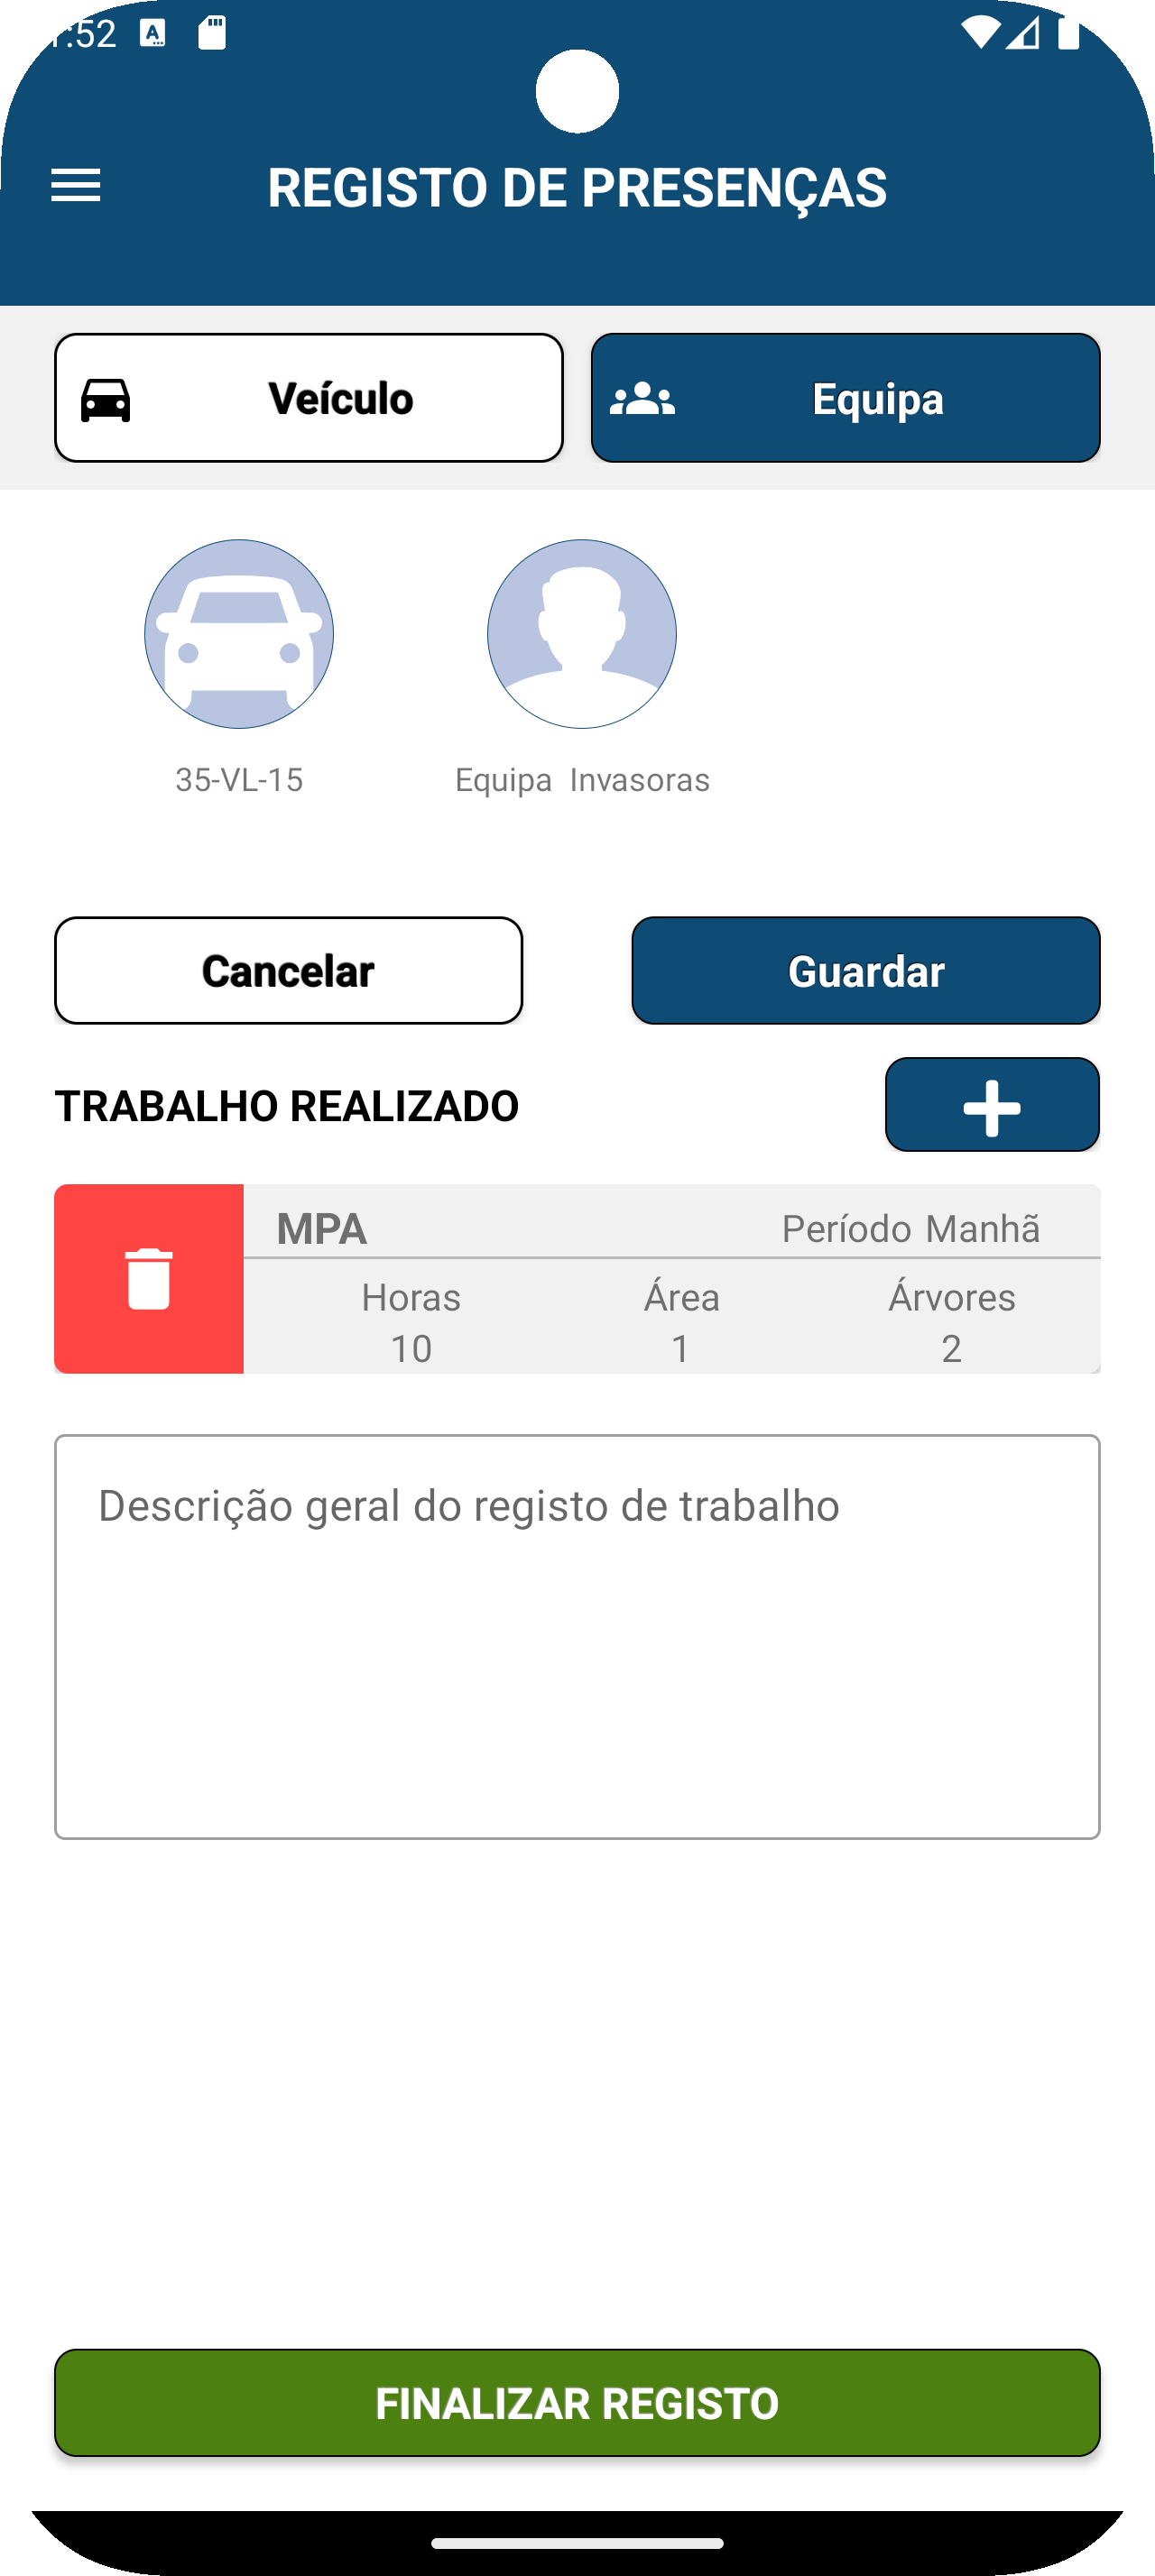 :52
REGISTO DE PRESENÇAS
Veículo
Equipa
35-VL-15
Equipa Invasoras
Cancelar
Guardar
TRABALHO REALIZADO
MPA
Período Manhã
Horas
Área
Árvores
10
1
2
Descrição geral do registo de trabalho
FINALIZAR REGISTO